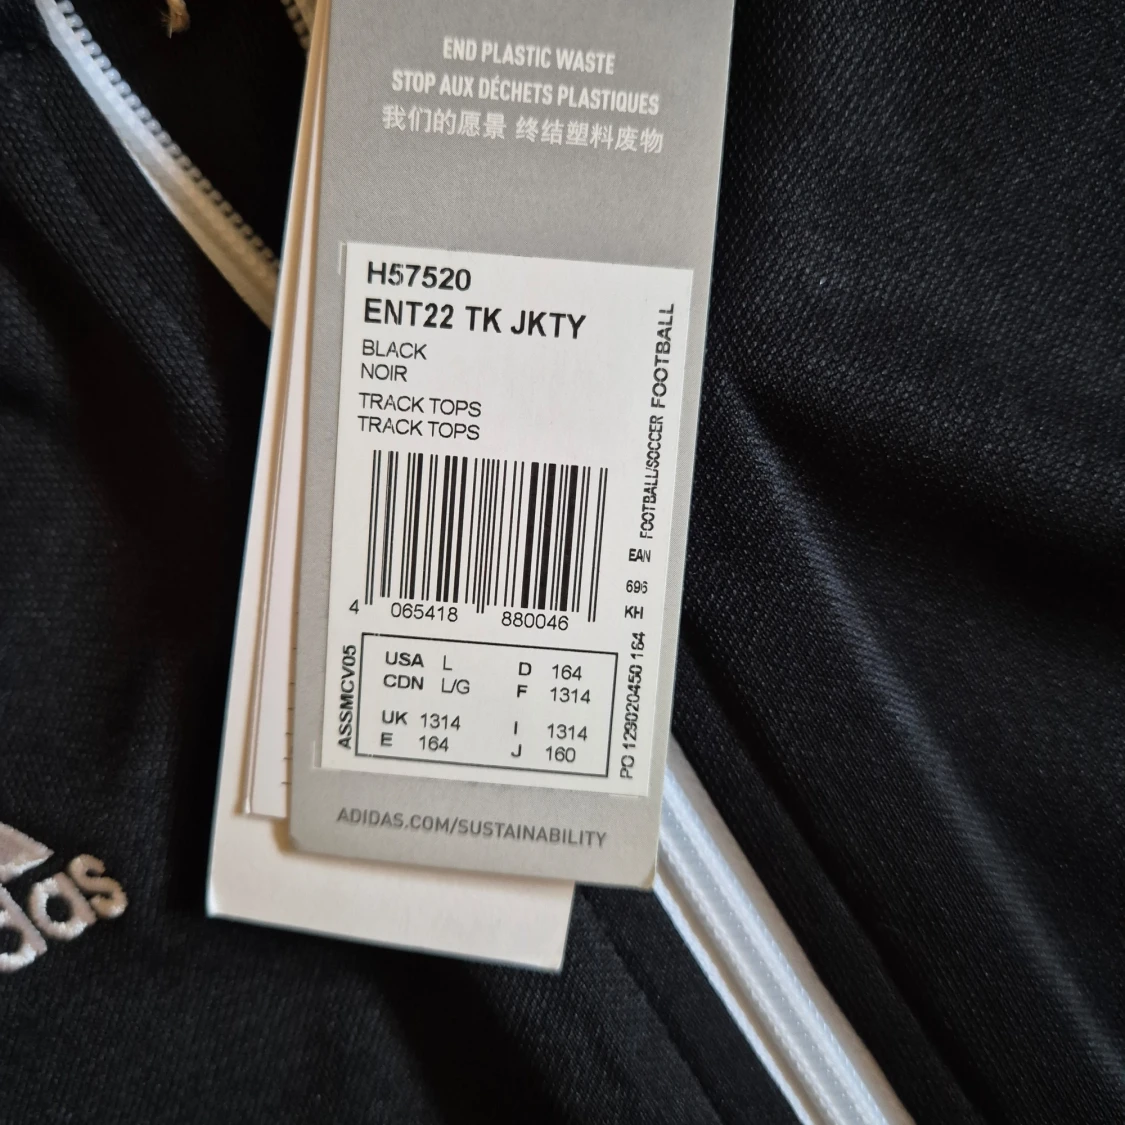 END PLASTIC WASTE
STOP AUX DÉCHETS PLASTIQUES
我们的愿景 终结塑料废物
H57520
ENT22 TK JKTY
BLACK
NOIR
TRACK TOPS
TRACK TOPS
FOOTBALL/SOCCER FOOTBALL
EAN
696
KH
PO 129020450 164
4 065418 880046
ASSMCV05
USA L D 164
CDN L/G F 1314
UK 1314 I 1314
E 164 J 160
ADIDAS.COM/SUSTAINABILITY
das